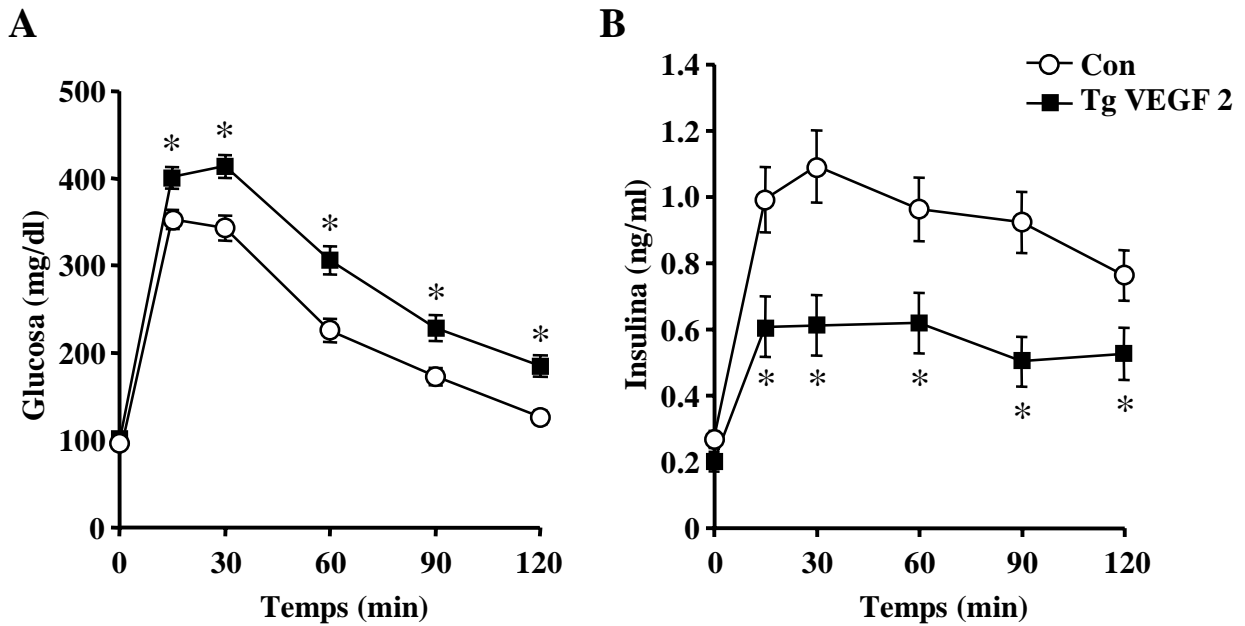 A
B
Con
Tg VEGF 2
Glucosa (mg/dl)
500
400
300
200
100
0
* * * * *
0 30 60 90 120
Temps (min)
Insulina (ng/ml)
1.4
1.2
1.0
0.8
0.6
0.4
0.2
0
* * * * *
0 30 60 90 120
Temps (min)